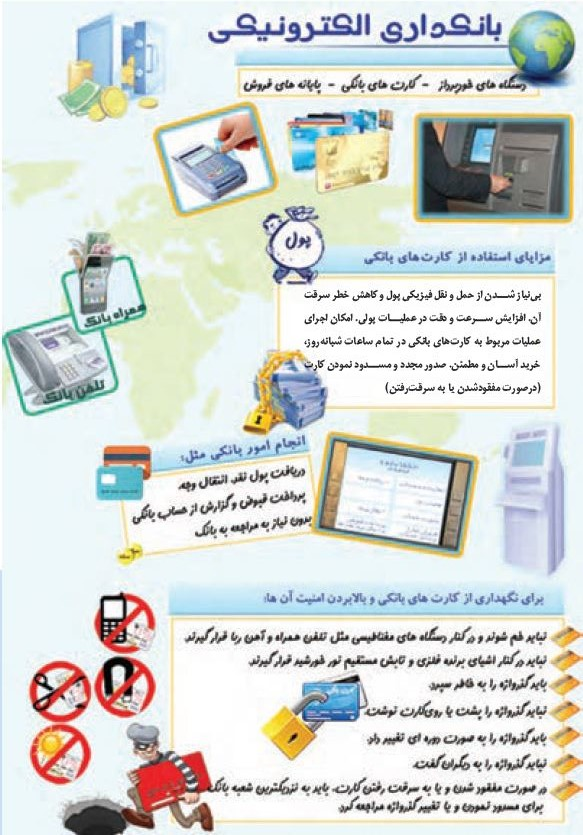 بانکداری الکترونیکی
دستگاه های خودپرداز - کارت های بانکی - پایانه های فروش
پول
همراه بانک
تلفن بانک
مزایای استفاده از کارت‌های بانکی
بی‌نیاز شدن از حمل و نقل فیزیکی پول و کاهش خطر سرقت
آن، افزایش سرعت و دقت در عملیات پولی، امکان اجرای
عملیات مربوط به کارت‌های بانکی در تمام ساعات شبانه‌روز،
خرید آسان و مطمئن، صدور مجدد و مسدود نمودن کارت
(درصورت مفقودشدن یا به سرقت‌رفتن)
انجام امور بانکی مثل:
دریافت پول نقد، انتقال وجه،
پرداخت قبوض و گزارش از حساب بانکی
بدون نیاز به مراجعه به بانک
برای نگهداری از کارت های بانکی و بالابردن امنیت آن ها:
نباید خم شوند و در کنار دستگاه های مغناطیسی مثل تلفن همراه و آهن ربا قرار گیرند.
نباید در کنار اشیای برنده فلزی و تابش مستقیم نور خورشید قرار گیرند.
باید گذرواژه را به خاطر سپرد.
نباید گذرواژه را پشت یا روی کارت نوشت.
باید گذرواژه را به صورت دوره ای تغییر داد.
نباید گذرواژه را به دیگران گفت.
در صورت مفقود شدن و یا به سرقت رفتن کارت، باید به نزدیکترین شعبه بانک
برای مسدود نمودن و یا تغییر گذرواژه مراجعه کرد.